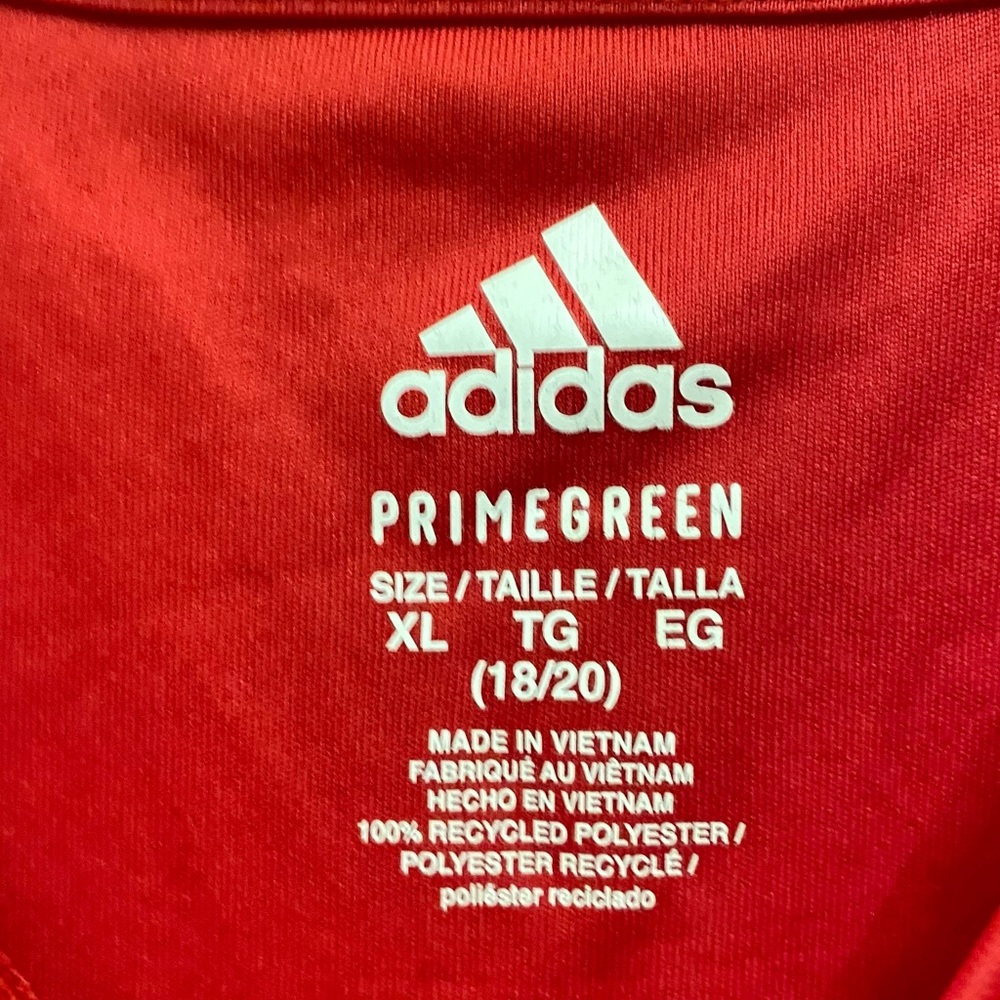 adidas
PRIMEGREEN
SIZE / TAILLE / TALLA
XL TG EG
(18/20)
MADE IN VIETNAM
FABRIQUÉ AU VIÊTNAM
HECHO EN VIETNAM
100% RECYCLED POLYESTER /
POLYESTER RECYCLÉ /
poliéster reciclado